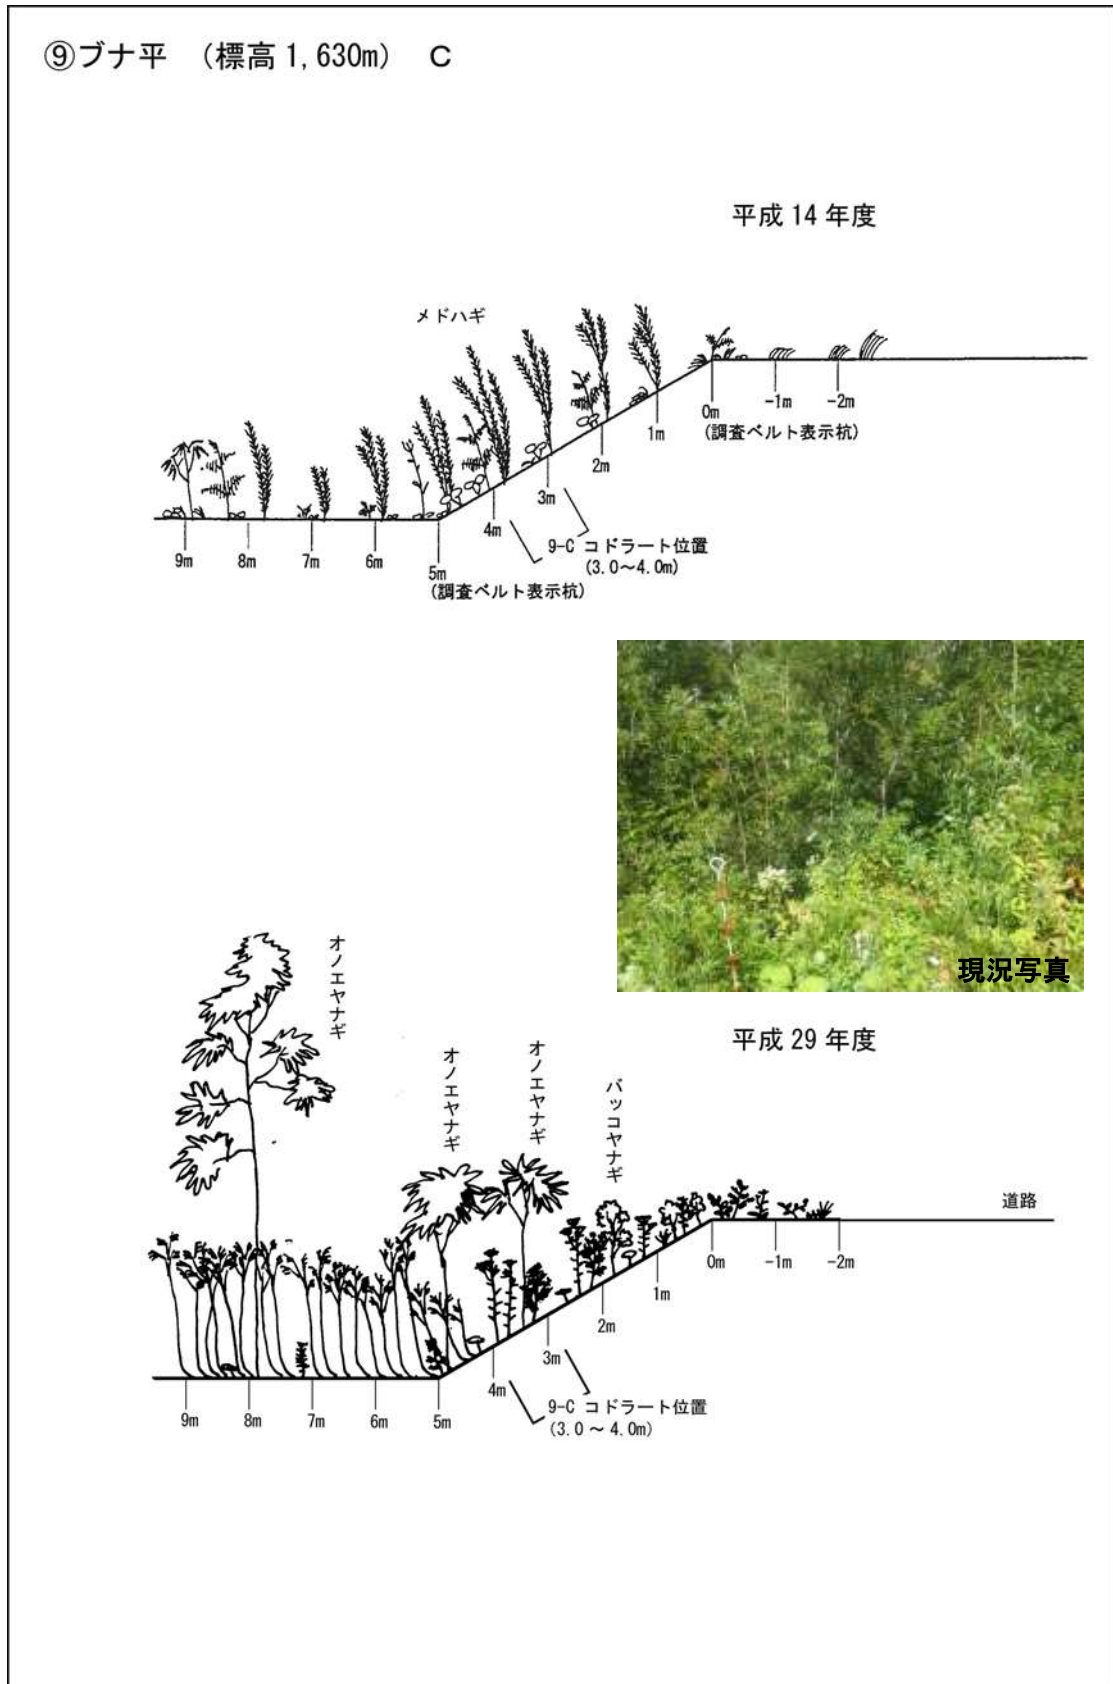 ⑨ブナ平 (標高1,630m) C
平成14年度
メドハギ
0m
-1m
-2m
(調査ベルト表示杭)
1m
2m
3m
4m
9-C コドラート位置
(3.0～4.0m)
9m
8m
7m
6m
5m
(調査ベルト表示杭)
現況写真
平成29年度
オノエヤナギ
オノエヤナギ
オノエヤナギ
バッコヤナギ
道路
0m
-1m
-2m
1m
2m
3m
4m
9-C コドラート位置
(3.0～4.0m)
9m
8m
7m
6m
5m